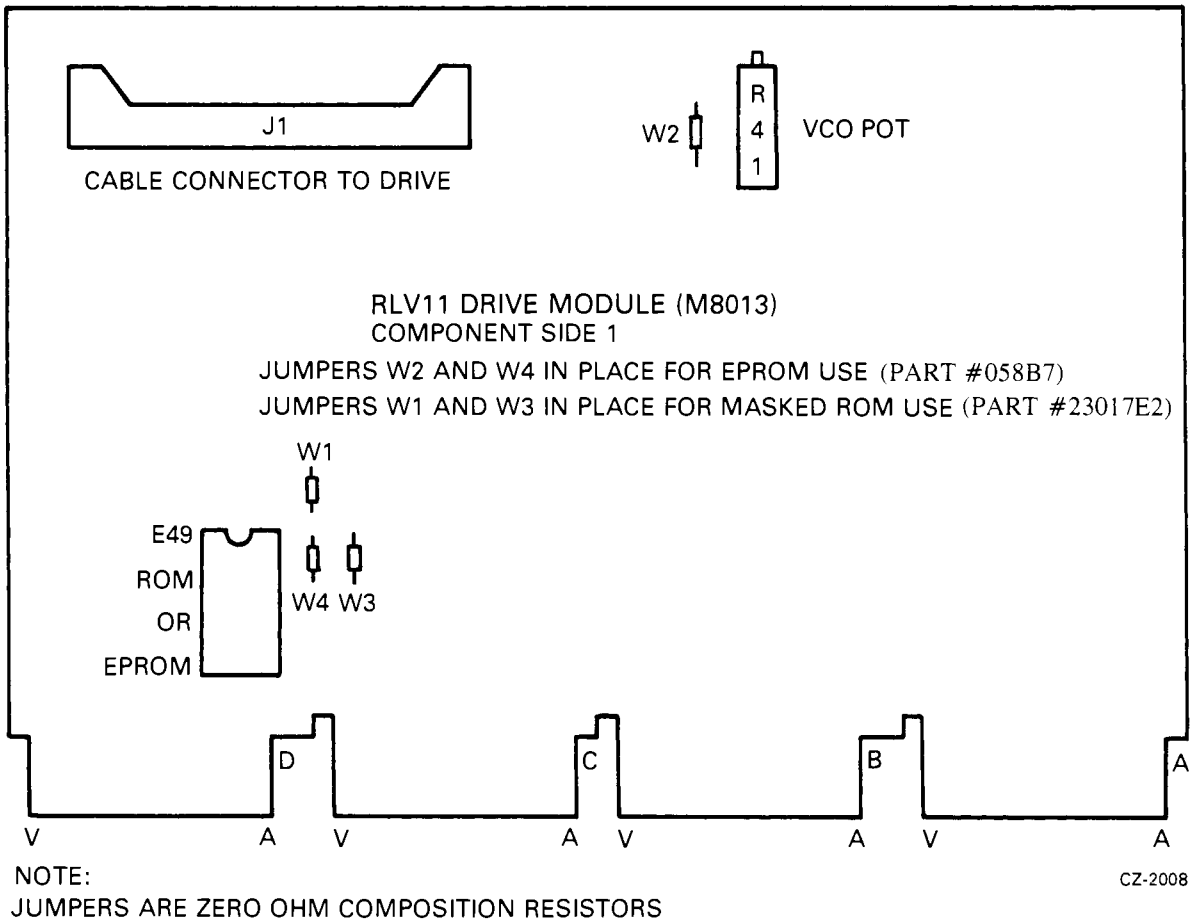 J1
CABLE CONNECTOR TO DRIVE
W2
R
4
1
VCO POT
RLV11 DRIVE MODULE (M8013)
COMPONENT SIDE 1
JUMPERS W2 AND W4 IN PLACE FOR EPROM USE (PART #058B7)
JUMPERS W1 AND W3 IN PLACE FOR MASKED ROM USE (PART #23017E2)
W1
E49
ROM
OR
EPROM
W4 W3
D C B A
V A V A V A V A
NOTE:
JUMPERS ARE ZERO OHM COMPOSITION RESISTORS
CZ-2008